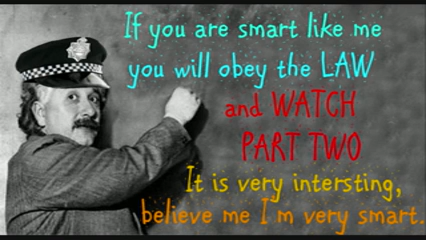 If you are smart like me
you will obey the LAW
and WATCH
PART TWO
It is very intersting,
believe me I m very smart.